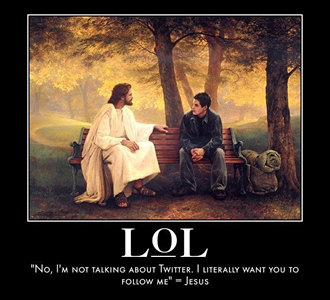 LOL
"No, I'm not talking about Twitter. I literally want you to
follow me" = Jesus